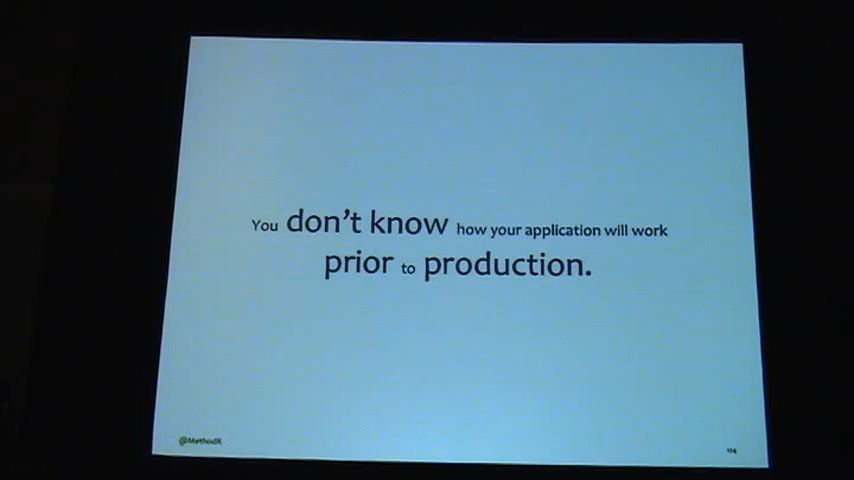 You don't know how your application will work
prior to production.
@MethodR